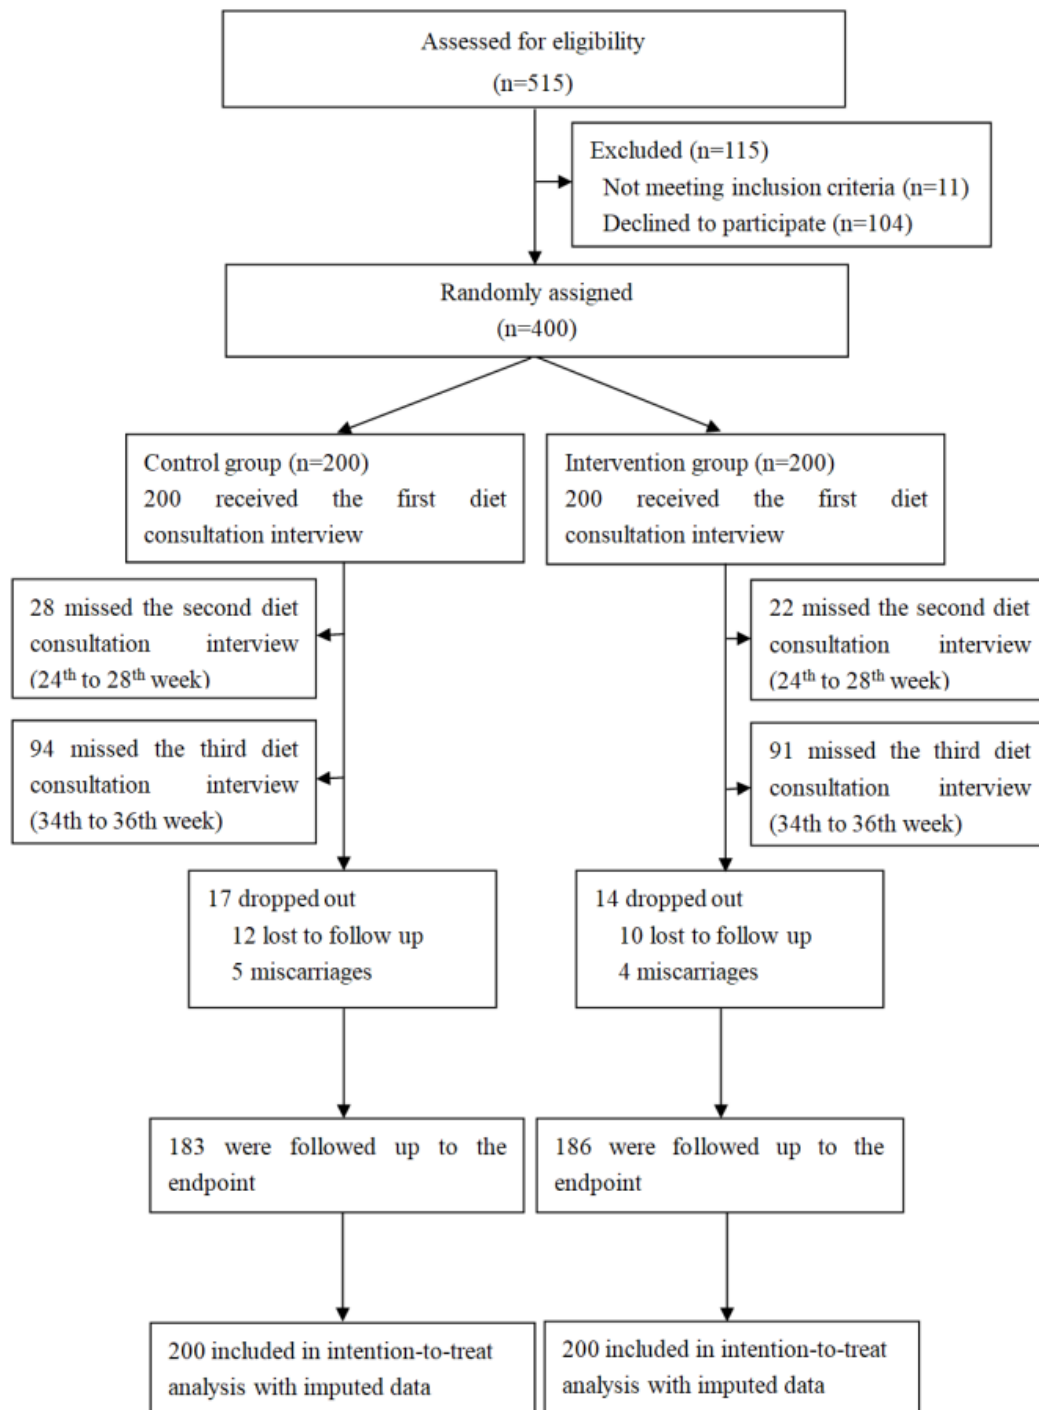 Assessed for eligibility
(n=515)
Excluded (n=115)
Not meeting inclusion criteria (n=11)
Declined to participate (n=104)
Randomly assigned
(n=400)
Control group (n=200)
200 received the first diet
consultation interview
Intervention group (n=200)
200 received the first diet
consultation interview
28 missed the second diet
consultation interview
(24th to 28th week)
22 missed the second diet
consultation interview
(24th to 28th week)
94 missed the third diet
consultation interview
(34th to 36th week)
91 missed the third diet
consultation interview
(34th to 36th week)
17 dropped out
12 lost to follow up
5 miscarriages
14 dropped out
10 lost to follow up
4 miscarriages
183 were followed up to the
endpoint
186 were followed up to the
endpoint
200 included in intention-to-treat
analysis with imputed data
200 included in intention-to-treat
analysis with imputed data